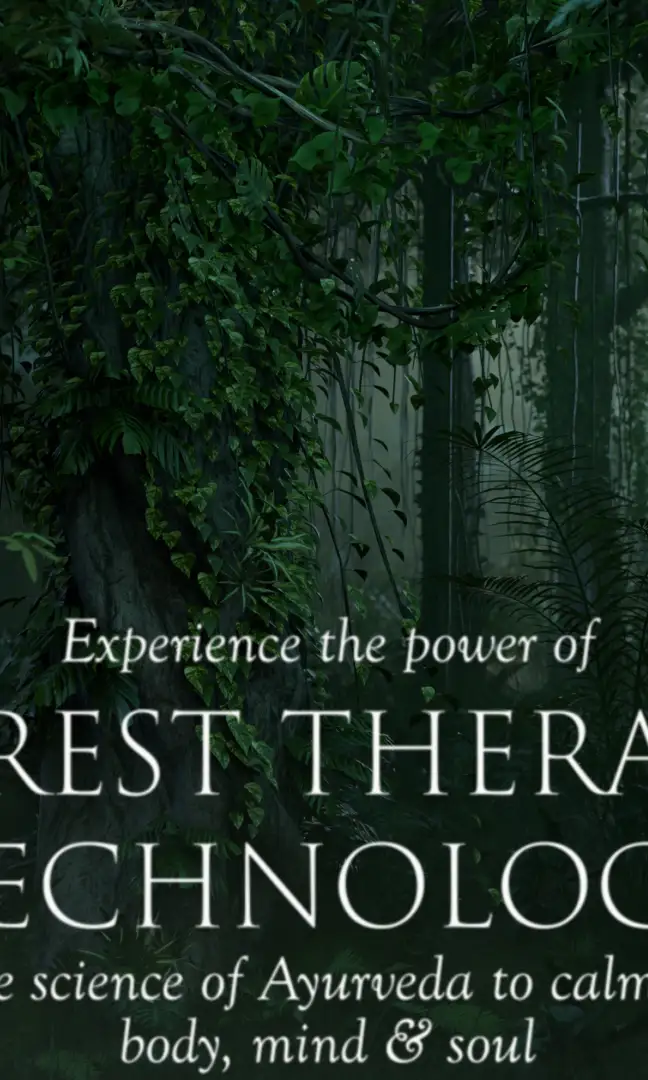 Experience the power of
REST THERA
ECHNOLOG
e science of Ayurveda to calm
body, mind & soul